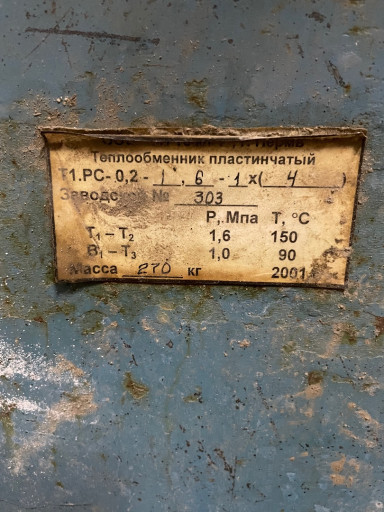 г. Пермь
Теплообменник пластинчатый
Т1.РС- 0,2 - 1,6 - 1 х( 4 )
Заводской № 303
Р, Мпа Т, °С
Т₁ – Т₂ 1,6 150
В₁ – Т₃ 1,0 90
Масса 270 кг 2001